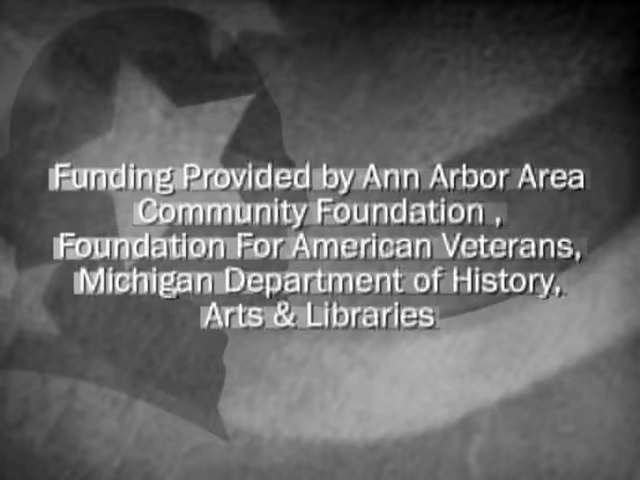 Funding Provided by Ann Arbor Area
Community Foundation ,
Foundation For American Veterans,
Michigan Department of History,
Arts & Libraries